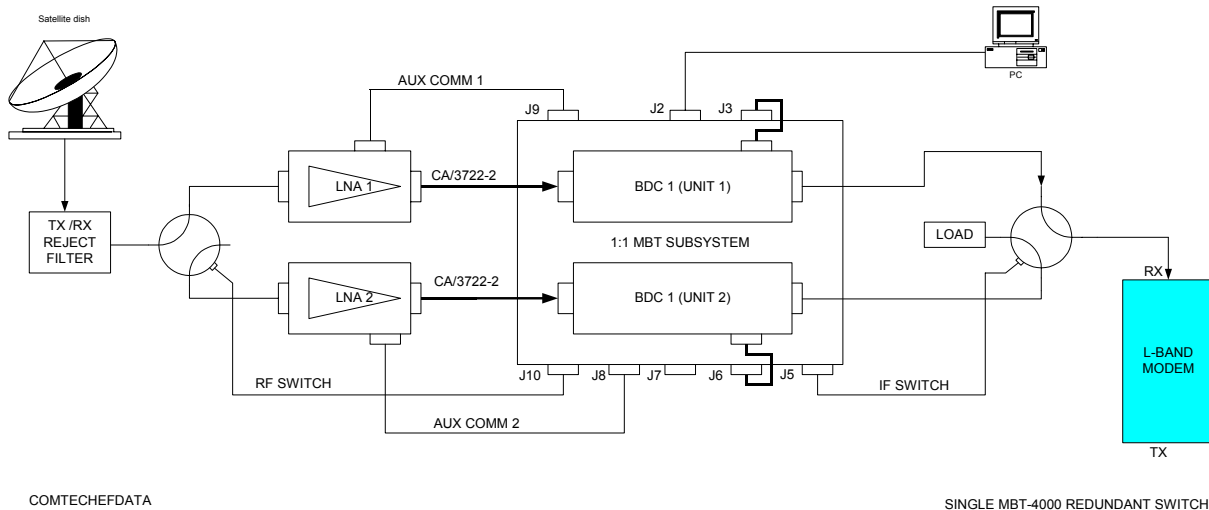 Satellite dish
PC
AUX COMM 1
J9
J2
J3
LNA 1
CA/3722-2
BDC 1 (UNIT 1)
TX /RX
REJECT
FILTER
1:1 MBT SUBSYSTEM
LOAD
LNA 2
CA/3722-2
BDC 1 (UNIT 2)
RX
L-BAND
MODEM
TX
RF SWITCH
J10
J8
J7
J6
J5
IF SWITCH
AUX COMM 2
COMTECHEFDATA
SINGLE MBT-4000 REDUNDANT SWITCH